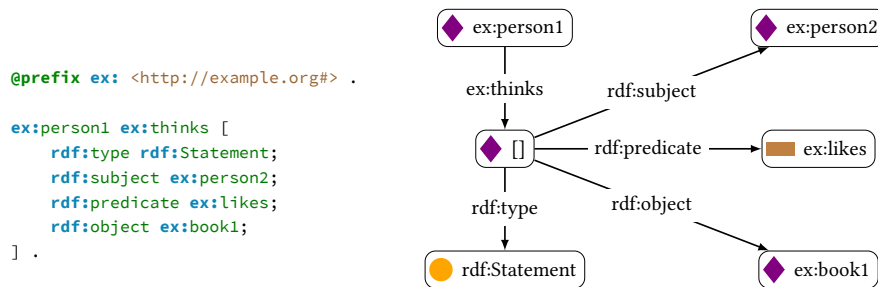 @prefix ex: <http://example.org#> .
ex:person1 ex:thinks [
    rdf:type rdf:Statement;
    rdf:subject ex:person2;
    rdf:predicate ex:likes;
    rdf:object ex:book1;
] .
ex:person1
ex:person2
ex:thinks
rdf:subject
[]
rdf:predicate
ex:likes
rdf:type
rdf:object
rdf:Statement
ex:book1